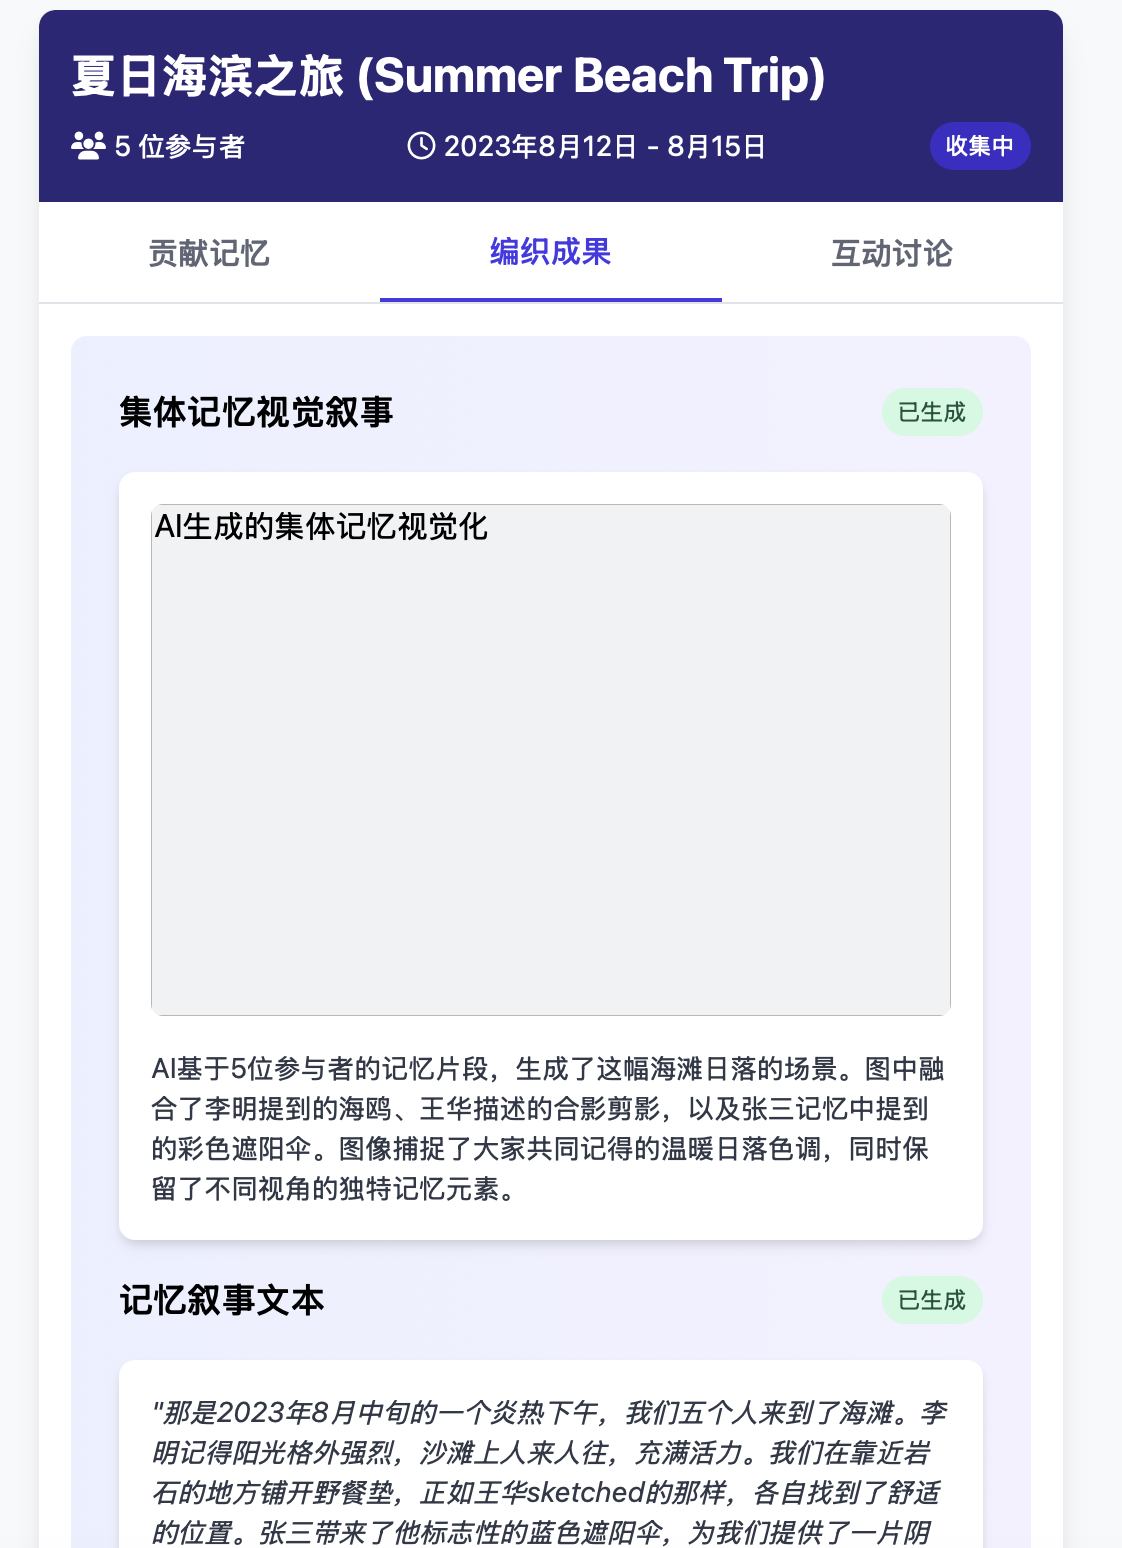 夏日海滨之旅 (Summer Beach Trip)
5 位参与者
2023年8月12日 - 8月15日
收集中
贡献记忆
编织成果
互动讨论
集体记忆视觉叙事
已生成
AI生成的集体记忆视觉化
AI基于5位参与者的记忆片段，生成了这幅海滩日落的场景。图中融
合了李明提到的海鸥、王华描述的合影剪影，以及张三记忆中提到
的彩色遮阳伞。图像捕捉了大家共同记得的温暖日落色调，同时保
留了不同视角的独特记忆元素。
记忆叙事文本
已生成
"那是2023年8月中旬的一个炎热下午，我们五个人来到了海滩。李
明记得阳光格外强烈，沙滩上人来人往，充满活力。我们在靠近岩
石的地方铺开野餐垫，正如王华sketched的那样，各自找到了舒适
的位置。张三带来了他标志性的蓝色遮阳伞，为我们提供了一片阴